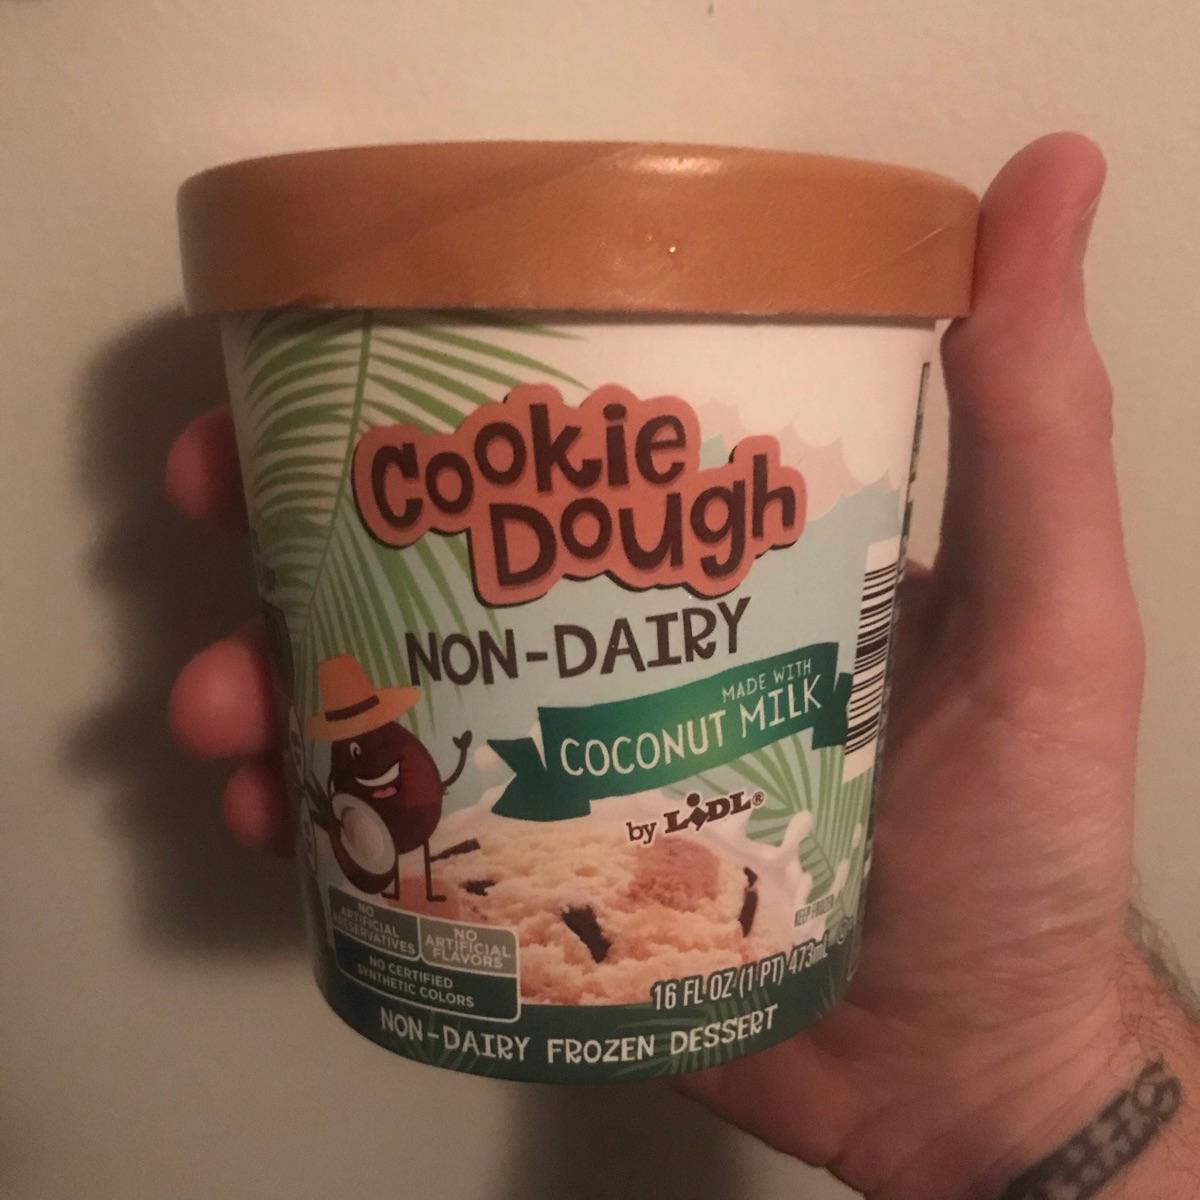 Cookie
Dough
NON-DAIRY
MADE WITH
COCONUT MILK
by LiDL®
NO
ARTIFICIAL
PRESERVATIVES
NO
ARTIFICIAL
FLAVORS
NO CERTIFIED
SYNTHETIC COLORS
KEEP FROZEN
16 FL OZ (1 PT) 473mL
NON-DAIRY FROZEN DESSERT